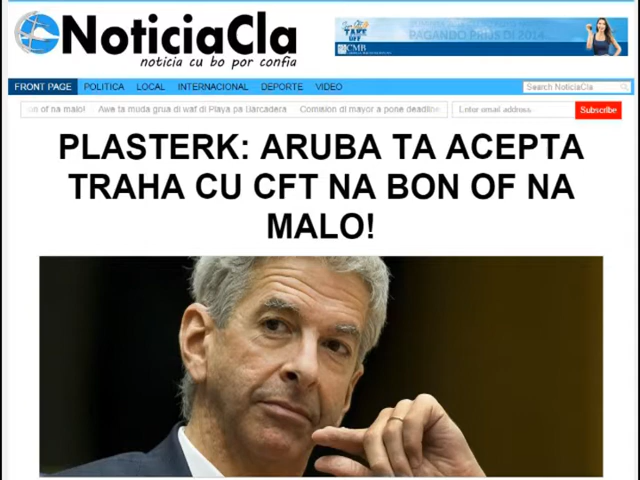 NoticiaCla
noticia cu bo por confia
TAKE
OFF
PAGANDO PRIJS DI 2014
CMB
FRONT PAGE POLITICA LOCAL INTERNACIONAL DEPORTE VIDEO
Search NoticiaCla
on of na malo! Awe ta muda grua di waf di Playa pa Barcadera Comision di mayor a pone deadline
Enter email address
Subscribe
PLASTERK: ARUBA TA ACEPTA
TRAHA CU CFT NA BON OF NA
MALO!